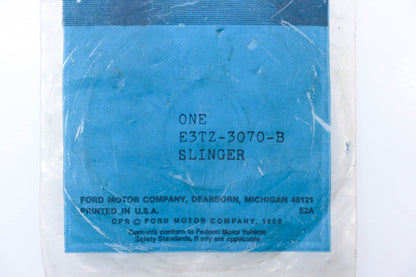 ONE
E3TZ-3070-B
SLINGER
FORD MOTOR COMPANY, DEARBORN, MICHIGAN 48121
PRINTED IN U.S.A. E2A
CPR © FORD MOTOR COMPANY, 1966
Contents conform to Federal Motor Vehicle
Safety Standards, if any are applicable